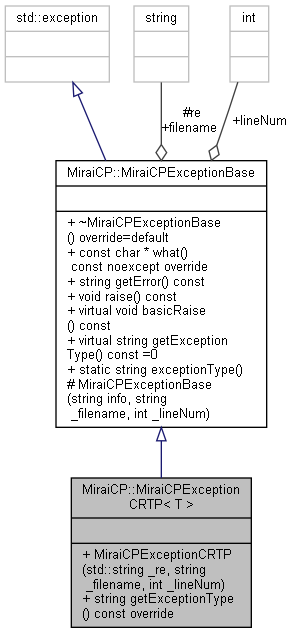 std::exception
string
int
#re
+filename
+lineNum
MiraiCP::MiraiCPExceptionBase
+ ~MiraiCPExceptionBase
() override=default
+ const char * what()
const noexcept override
+ string getError() const
+ void raise() const
+ virtual void basicRaise
() const
+ virtual string getException
Type() const =0
+ static string exceptionType()
# MiraiCPExceptionBase
(string info, string
_filename, int _lineNum)
MiraiCP::MiraiCPException
CRTP< T >
+ MiraiCPExceptionCRTP
(std::string _re, string
_filename, int _lineNum)
+ string getExceptionType
() const override